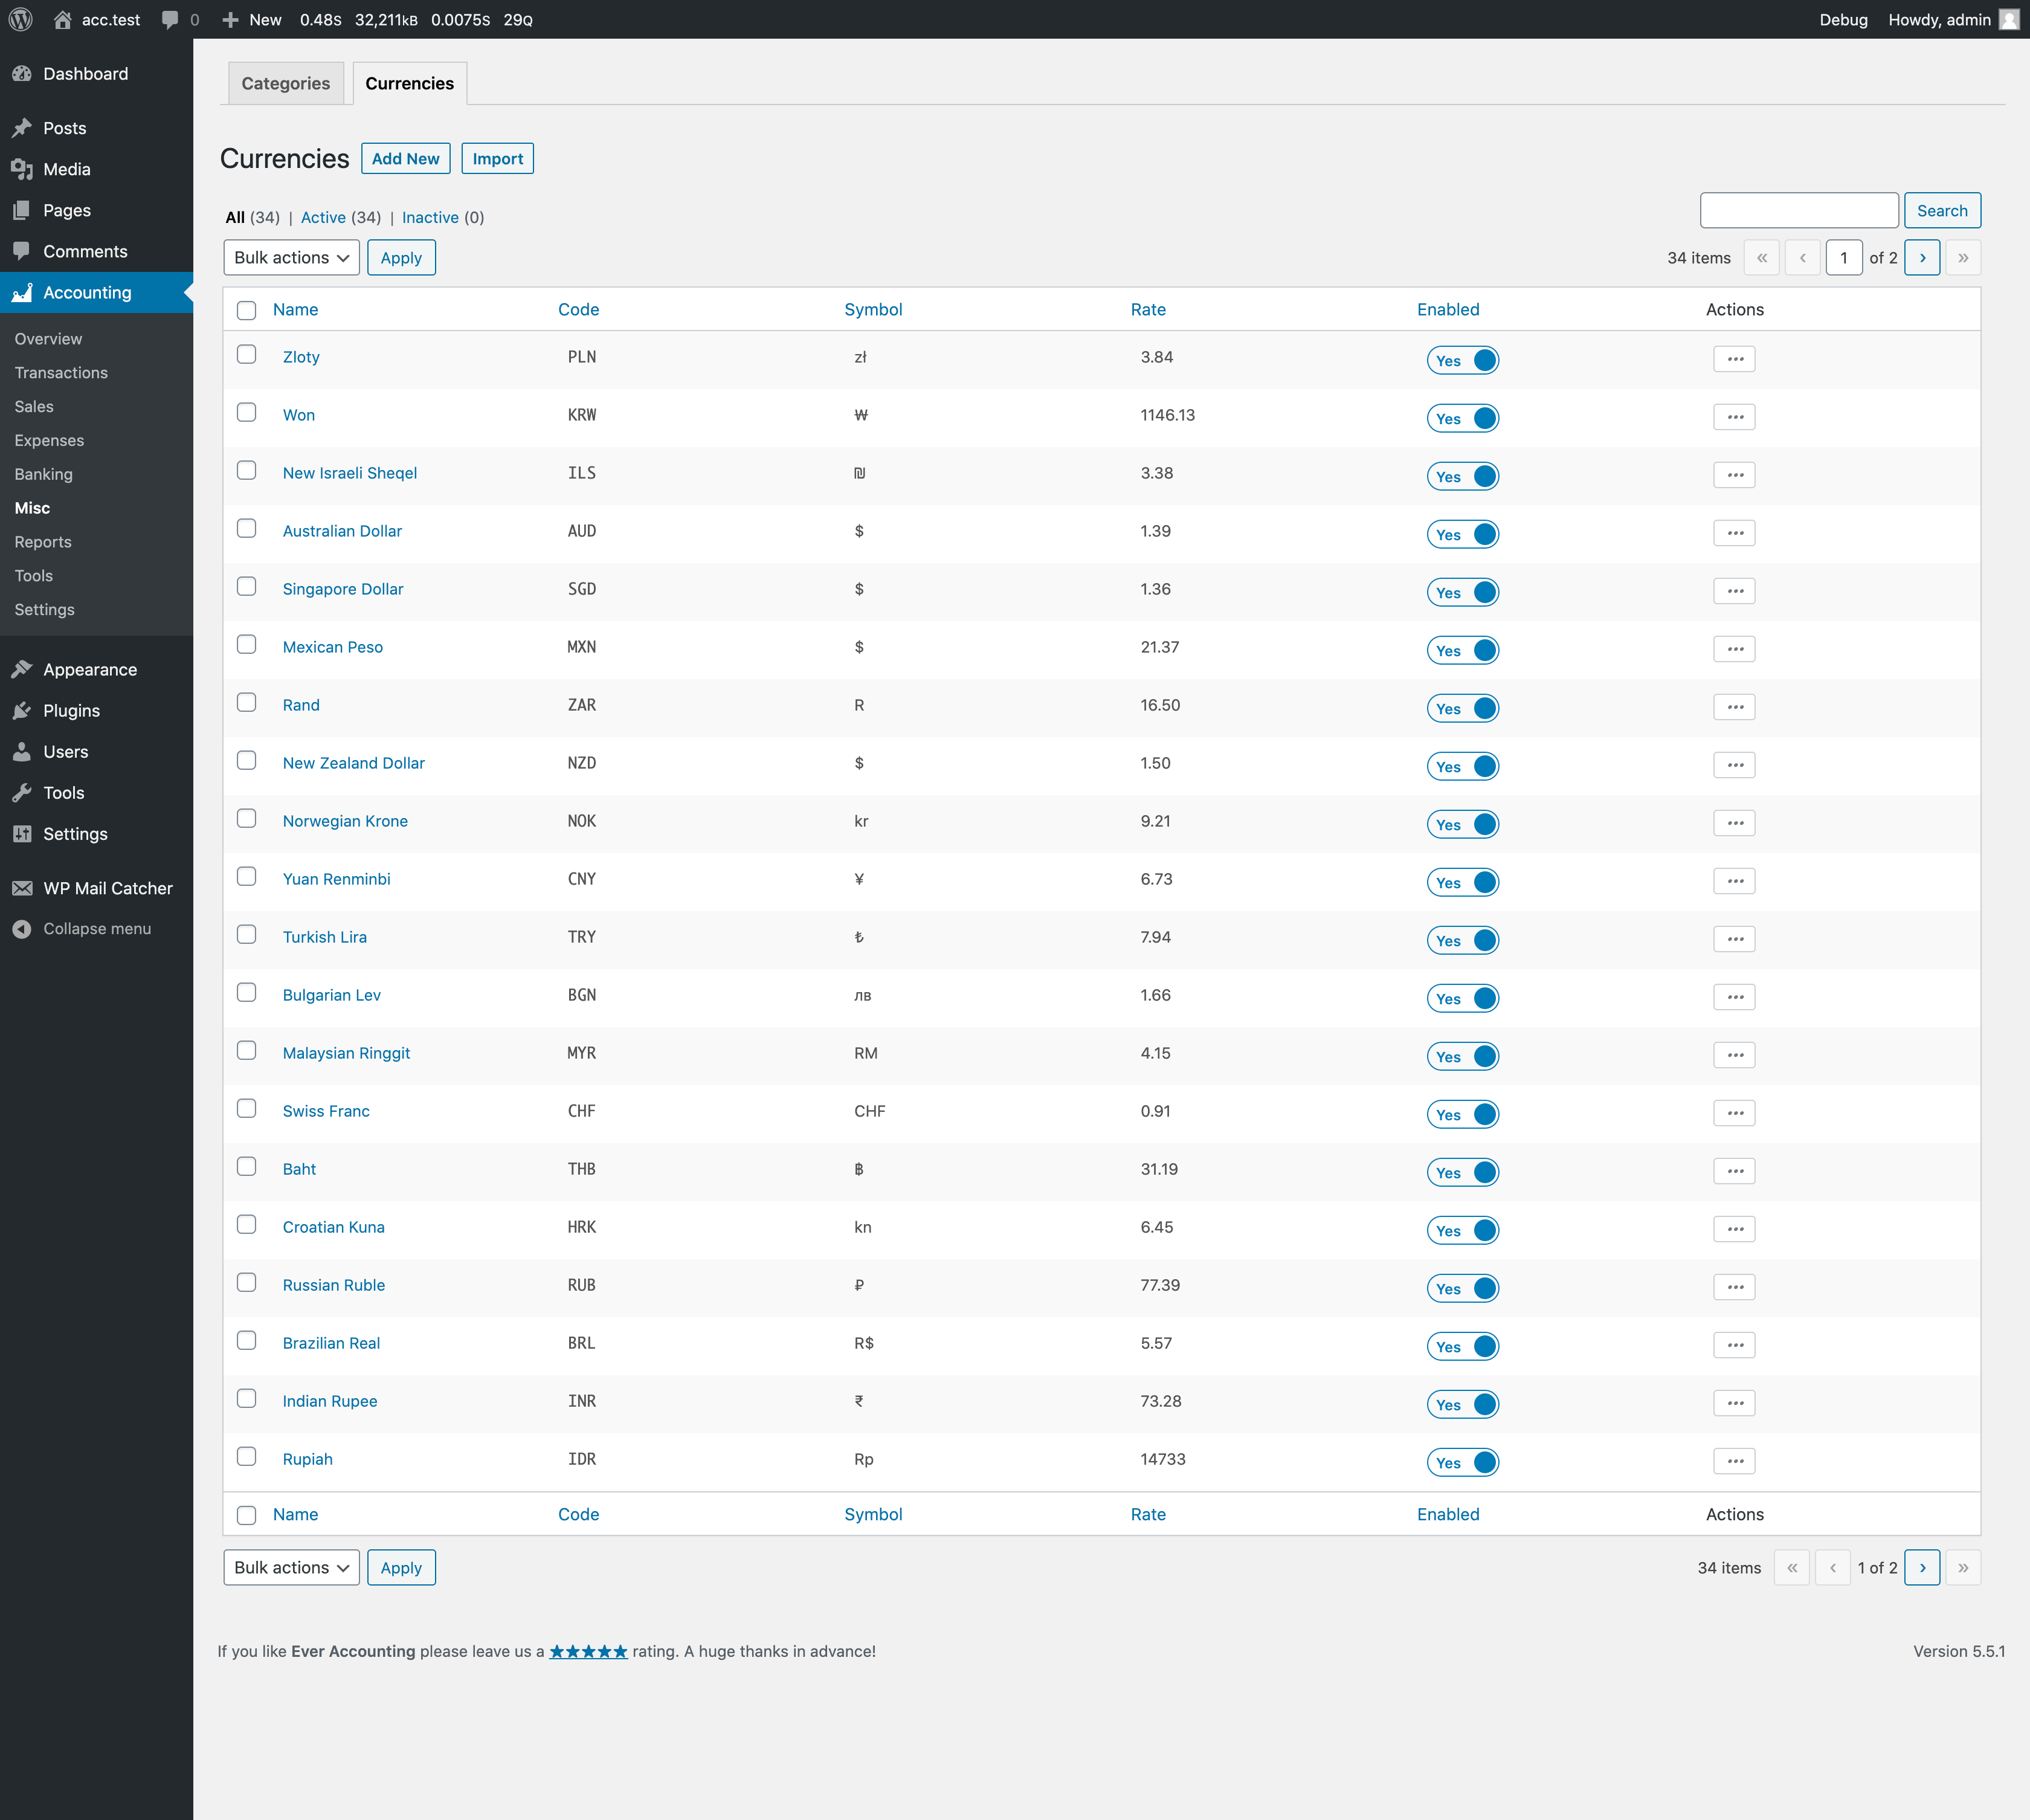 acc.test 0 New 0.48s 32,211kB 0.0075s 29Q Debug Howdy, admin
Dashboard
Posts
Media
Pages
Comments
Accounting
Overview
Transactions
Sales
Expenses
Banking
Misc
Reports
Tools
Settings
Appearance
Plugins
Users
Tools
Settings
WP Mail Catcher
Collapse menu
Categories Currencies
Currencies Add New Import
All (34) | Active (34) | Inactive (0) Search
Bulk actions Apply 34 items « ‹ 1 of 2 › »
Name Code Symbol Rate Enabled Actions
Zloty PLN zł 3.84 Yes
Won KRW ₩ 1146.13 Yes
New Israeli Sheqel ILS ₪ 3.38 Yes
Australian Dollar AUD $ 1.39 Yes
Singapore Dollar SGD $ 1.36 Yes
Mexican Peso MXN $ 21.37 Yes
Rand ZAR R 16.50 Yes
New Zealand Dollar NZD $ 1.50 Yes
Norwegian Krone NOK kr 9.21 Yes
Yuan Renminbi CNY ¥ 6.73 Yes
Turkish Lira TRY ₺ 7.94 Yes
Bulgarian Lev BGN лв 1.66 Yes
Malaysian Ringgit MYR RM 4.15 Yes
Swiss Franc CHF CHF 0.91 Yes
Baht THB ฿ 31.19 Yes
Croatian Kuna HRK kn 6.45 Yes
Russian Ruble RUB ₽ 77.39 Yes
Brazilian Real BRL R$ 5.57 Yes
Indian Rupee INR ₹ 73.28 Yes
Rupiah IDR Rp 14733 Yes
Name Code Symbol Rate Enabled Actions
Bulk actions Apply 34 items « ‹ 1 of 2 › »
If you like Ever Accounting please leave us a ★★★★★ rating. A huge thanks in advance! Version 5.5.1